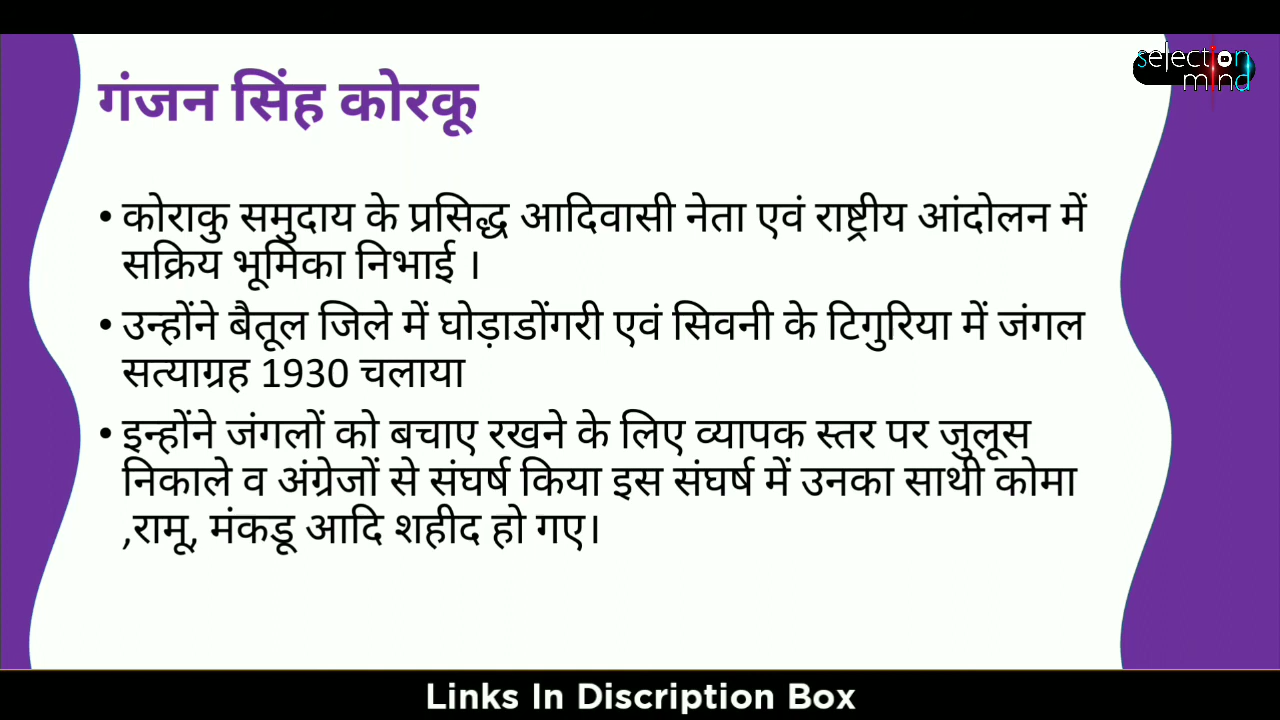 selection
mind
गंजन सिंह कोरकू
• कोराकु समुदाय के प्रसिद्ध आदिवासी नेता एवं राष्ट्रीय आंदोलन में
सक्रिय भूमिका निभाई ।
• उन्होंने बैतूल जिले में घोड़ाडोंगरी एवं सिवनी के टिगुरिया में जंगल
सत्याग्रह 1930 चलाया
• इन्होंने जंगलों को बचाए रखने के लिए व्यापक स्तर पर जुलूस
निकाले व अंग्रेजों से संघर्ष किया इस संघर्ष में उनका साथी कोमा
,रामू, मंकडू आदि शहीद हो गए।
Links In Discription Box